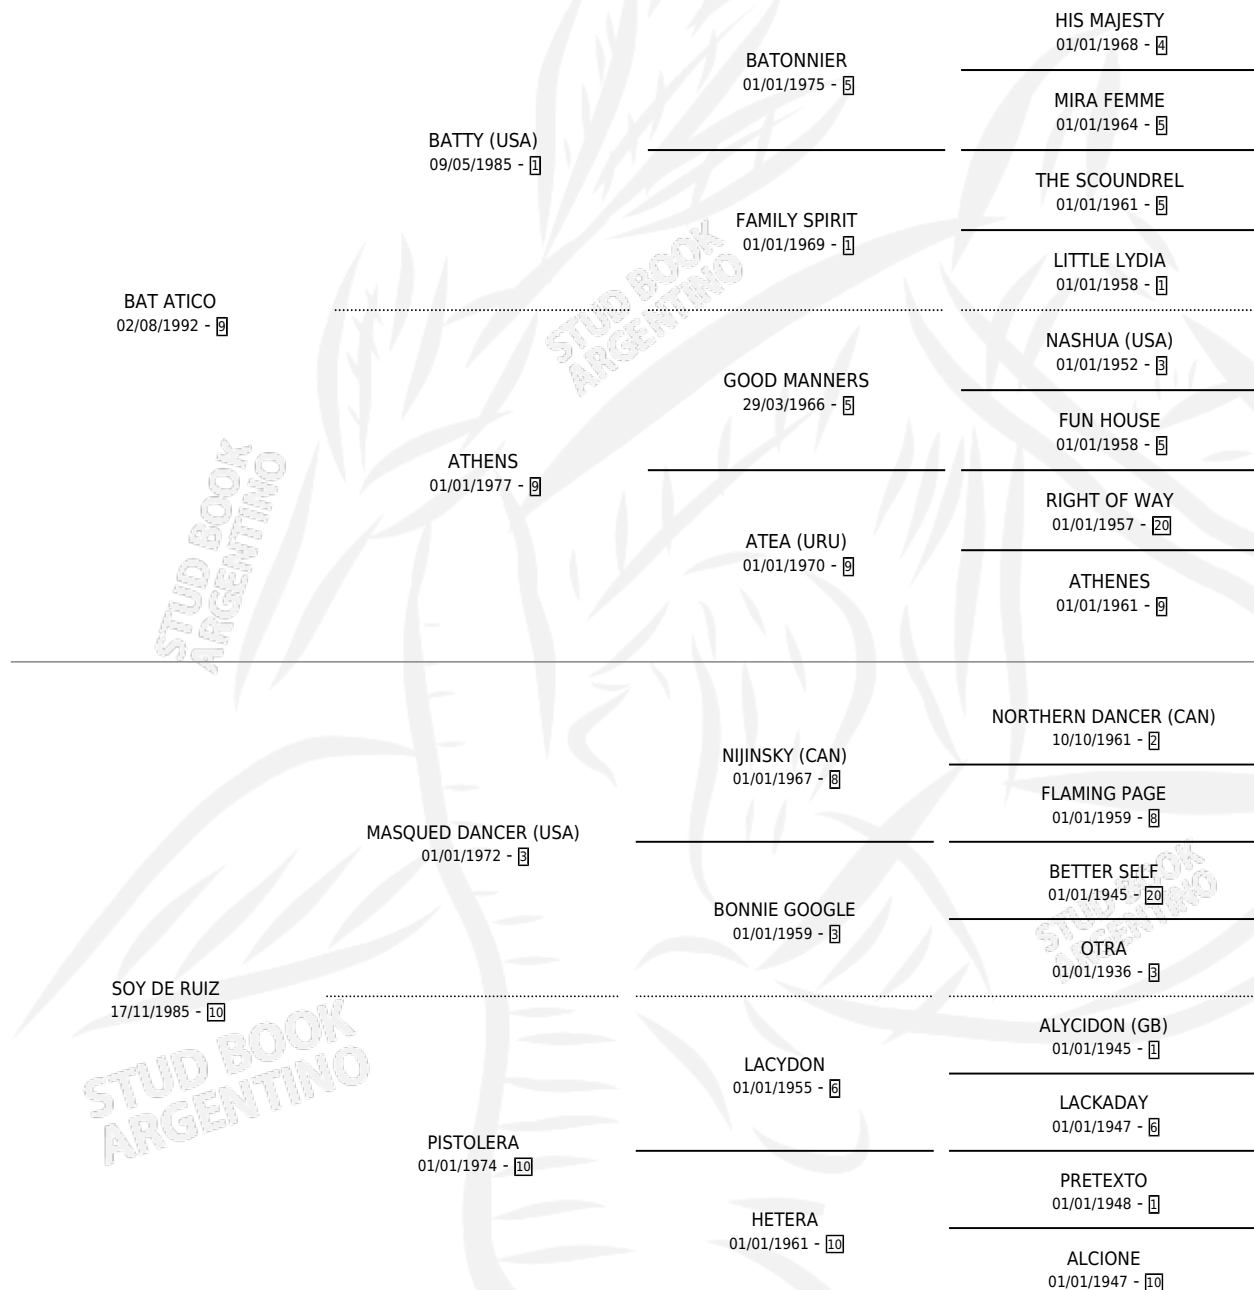 HIS MAJESTY
01/01/1968 - 4
BATONNIER
01/01/1975 - 5
MIRA FEMME
01/01/1964 - 5
BATTY (USA)
09/05/1985 - 1
THE SCOUNDREL
01/01/1961 - 5
FAMILY SPIRIT
01/01/1969 - 1
LITTLE LYDIA
01/01/1958 - 1
BAT ATICO
02/08/1992 - 9
NASHUA (USA)
01/01/1952 - 3
GOOD MANNERS
29/03/1966 - 5
FUN HOUSE
01/01/1958 - 5
ATHENS
01/01/1977 - 9
RIGHT OF WAY
01/01/1957 - 20
ATEA (URU)
01/01/1970 - 9
ATHENES
01/01/1961 - 9
NORTHERN DANCER (CAN)
10/10/1961 - 2
NIJINSKY (CAN)
01/01/1967 - 8
FLAMING PAGE
01/01/1959 - 8
MASQUED DANCER (USA)
01/01/1972 - 3
BETTER SELF
01/01/1945 - 20
BONNIE GOOGLE
01/01/1959 - 3
OTRA
01/01/1936 - 3
SOY DE RUIZ
17/11/1985 - 10
ALYCIDON (GB)
01/01/1945 - 1
LACYDON
01/01/1955 - 6
LACKADAY
01/01/1947 - 6
PISTOLERA
01/01/1974 - 10
PRETEXTO
01/01/1948 - 1
HETERA
01/01/1961 - 10
ALCIONE
01/01/1947 - 10
STUD BOOK
ARGENTINO
STUD BOOK
ARGENTINO
STUD BOOK
ARGENTINO
STUD BOOK
ARGENTINO